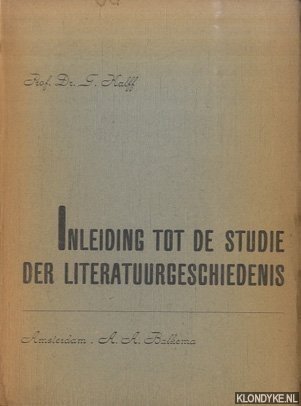 Prof. Dr. G. Kalff
INLEIDING TOT DE STUDIE
DER LITERATUURGESCHIEDENIS
Amsterdam . A. A. Balkema
KLONDYKE.NL